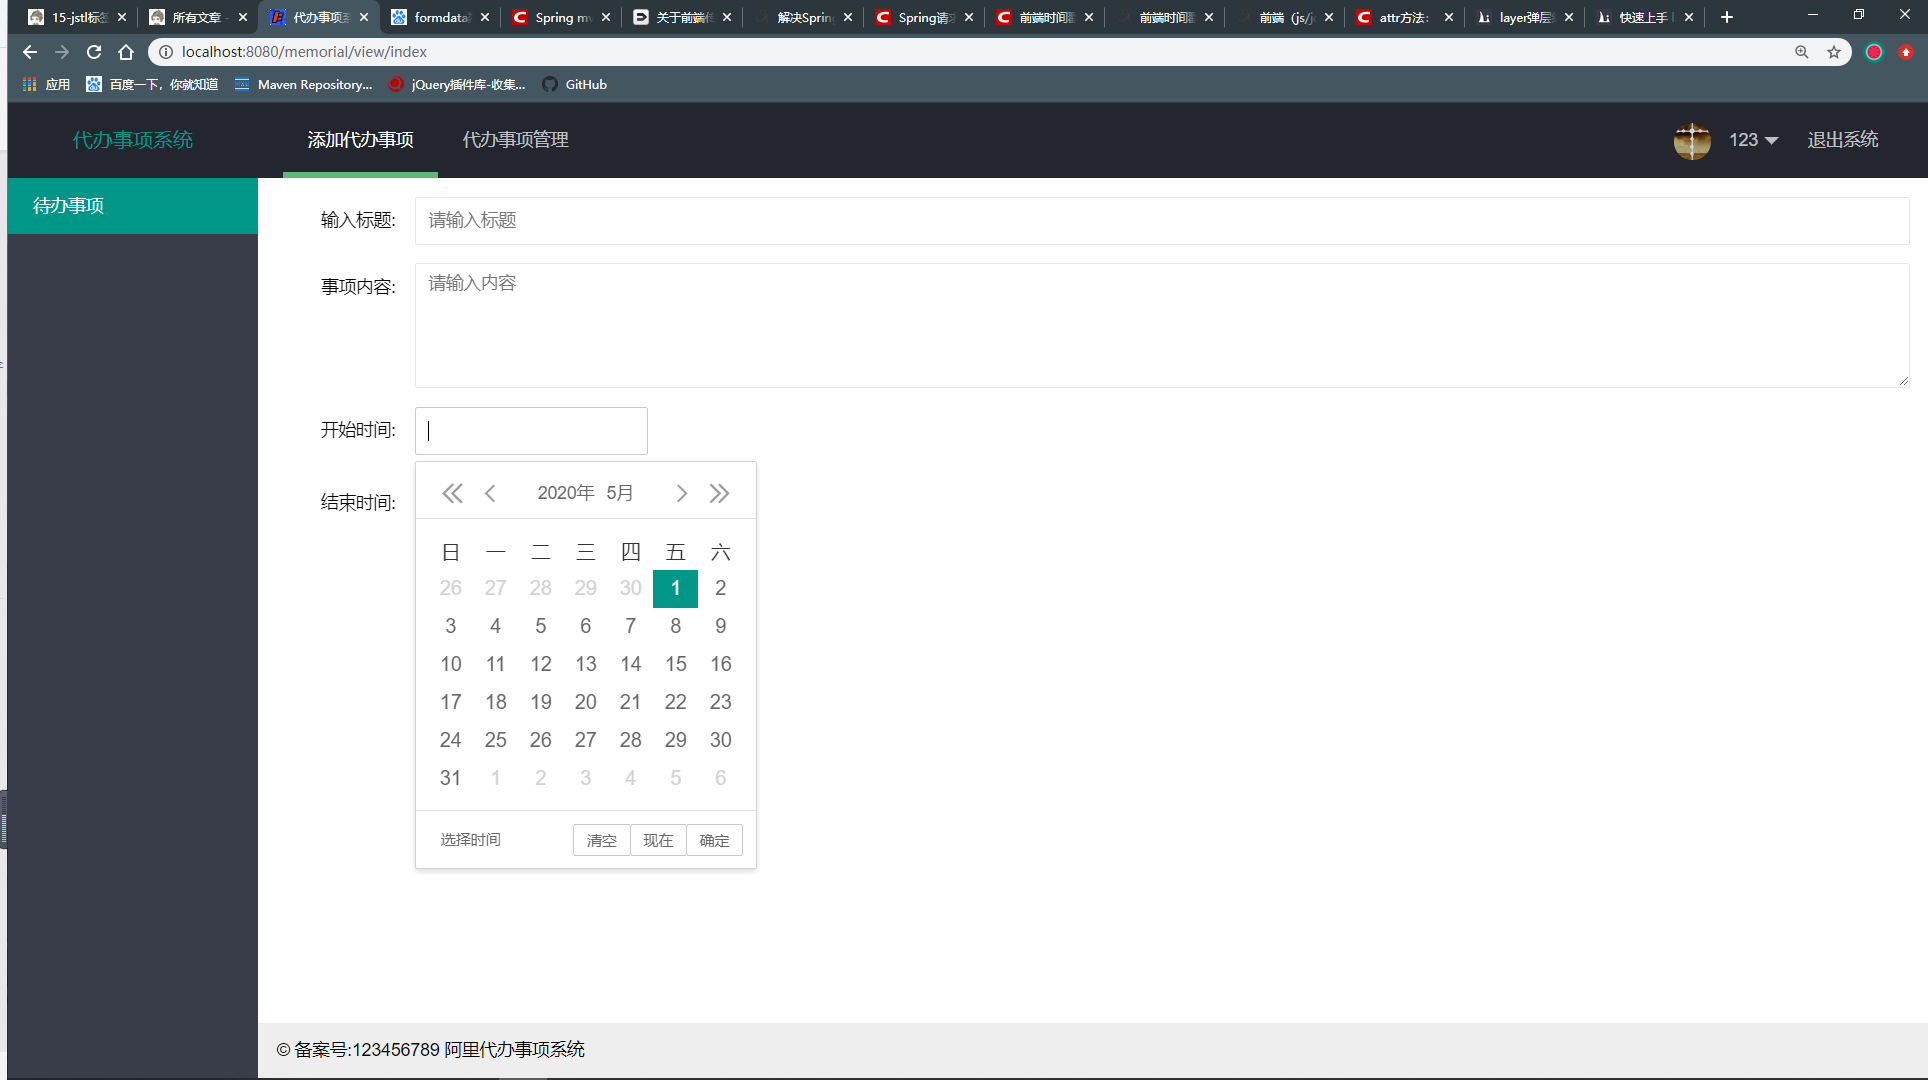 15-jstl标签 所有文章 - 代办事项系 formdata Spring mv 关于前端传 解决Sprin Spring请求 前端时间 前端时间 前端（js/j attr方法： layer弹层 快速上手
localhost:8080/memorial/view/index
应用 百度一下，你就知道 Maven Repository... jQuery插件库-收集... GitHub
代办事项系统 添加代办事项 代办事项管理 123 退出系统
待办事项
输入标题: 请输入标题
事项内容: 请输入内容
开始时间:
结束时间:
2020年 5月
日 一 二 三 四 五 六
26 27 28 29 30 1 2
3 4 5 6 7 8 9
10 11 12 13 14 15 16
17 18 19 20 21 22 23
24 25 26 27 28 29 30
31 1 2 3 4 5 6
选择时间 清空 现在 确定
© 备案号:123456789 阿里代办事项系统